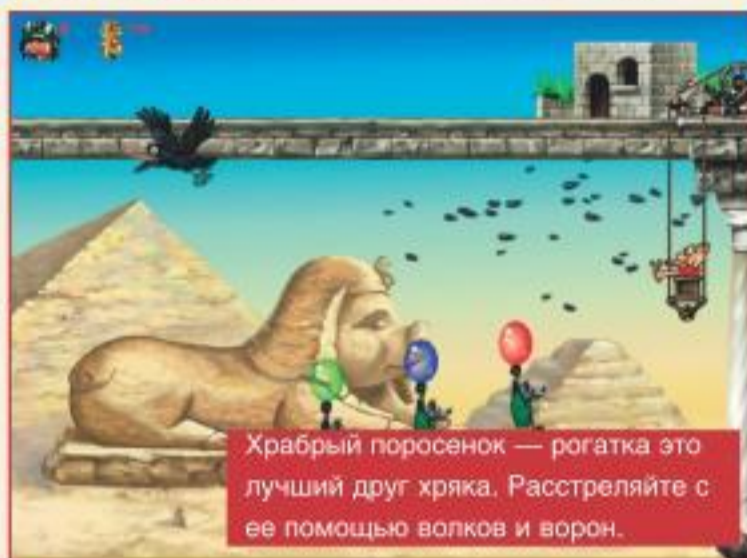 Храбрый поросенок — рогатка это
лучший друг хряка. Расстреляйте с
ее помощью волков и ворон.